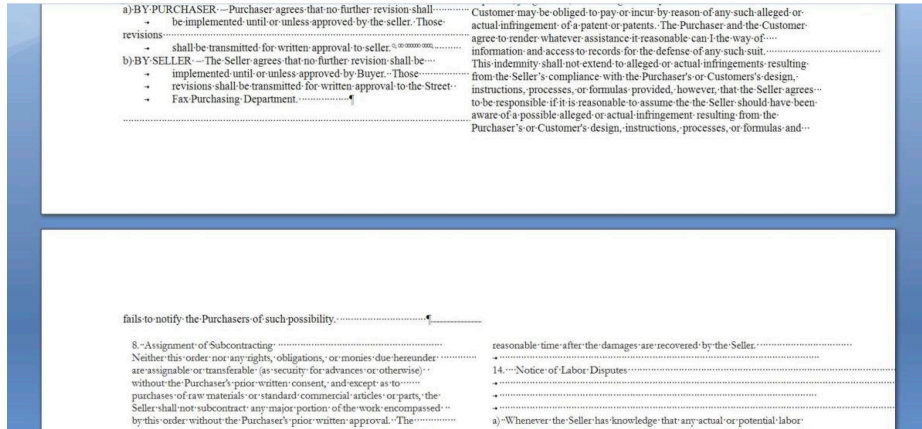 a) BY PURCHASER – Purchaser agrees that no further revision shall
be implemented until or unless approved by the seller. Those
revisions
shall be transmitted for written approval to seller.
b) BY SELLER – The Seller agrees that no further revision shall be
implemented until or unless approved by Buyer. Those
revisions shall be transmitted for written approval to the Street
Fax Purchasing Department.
Customer may be obliged to pay or incur by reason of any such alleged or
actual infringement of a patent or patents. The Purchaser and the Customer
agree to render whatever assistance it reasonable can I the way of
information and access to records for the defense of any such suit.
This indemnity shall not extend to alleged or actual infringements resulting
from the Seller's compliance with the Purchaser's or Customers's design,
instructions, processes, or formulas provided, however, that the Seller agrees
to be responsible if it is reasonable to assume the the Seller should have been
aware of a possible alleged or actual infringement resulting from the
Purchaser's or Customer's design, instructions, processes, or formulas and
fails to notify the Purchasers of such possibility.
8. Assignment of Subcontracting
Neither this order nor any rights, obligations, or monies due hereunder
are assignable or transferable (as security for advances or otherwise)
without the Purchaser's prior written consent, and except as to
purchases of raw materials or standard commercial articles or parts, the
Seller shall not subcontract any major portion of the work encompassed
by this order without the Purchaser's prior written approval. The
reasonable time after the damages are recovered by the Seller.
14. Notice of Labor Disputes
a) Whenever the Seller has knowledge that any actual or potential labor